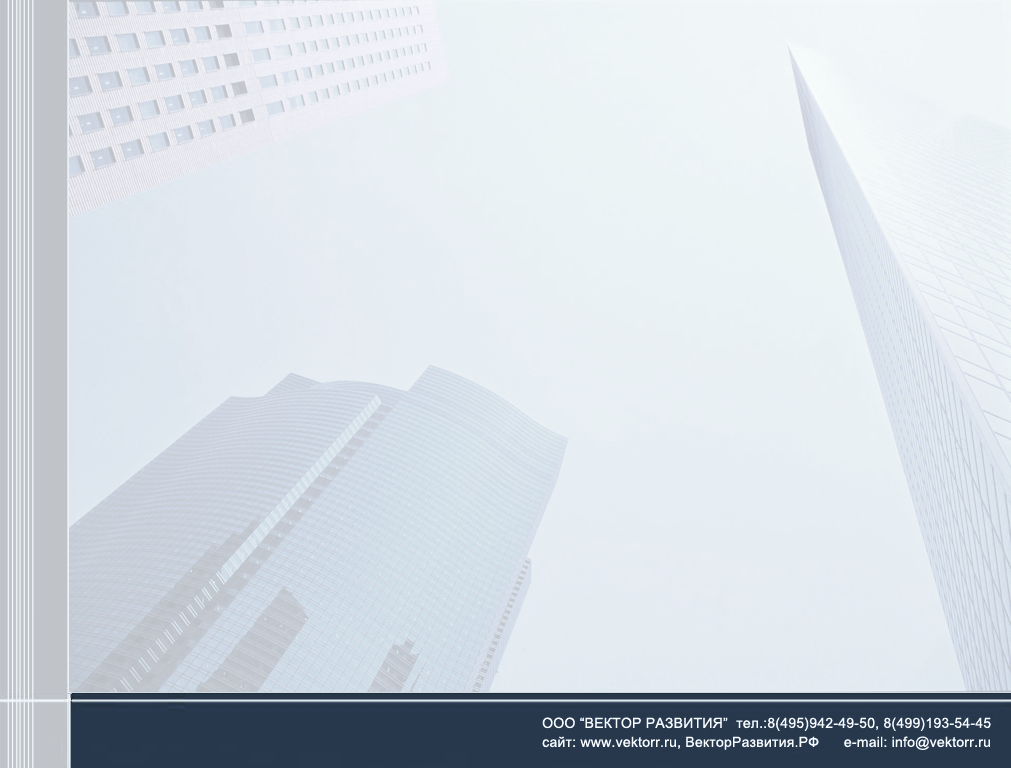 ООО “ВЕКТОР РАЗВИТИЯ” тел.:8(495)942-49-50, 8(499)193-54-45
сайт: www.vektorr.ru, ВекторРазвития.РФ e-mail: info@vektorr.ru